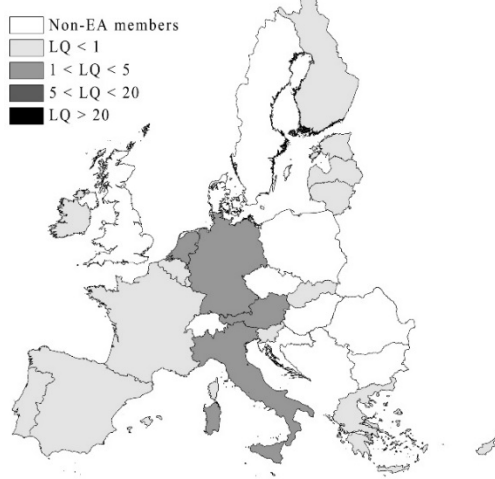 Non-EA members
LQ < 1
1 < LQ < 5
5 < LQ < 20
LQ > 20